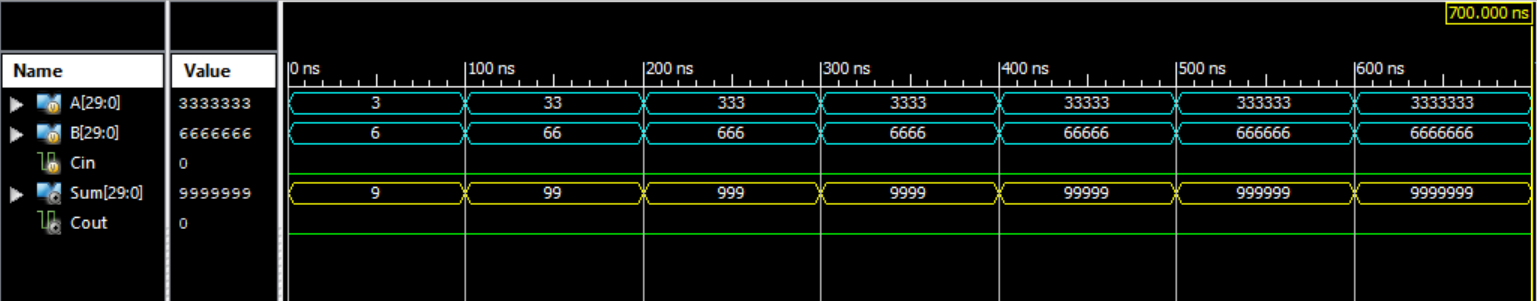 700.000 ns
Name Value 0 ns 100 ns 200 ns 300 ns 400 ns 500 ns 600 ns
A[29:0] 3333333 3 33 333 3333 33333 333333 3333333
B[29:0] 6666666 6 66 666 6666 66666 666666 6666666
Cin 0
Sum[29:0] 9999999 9 99 999 9999 99999 999999 9999999
Cout 0